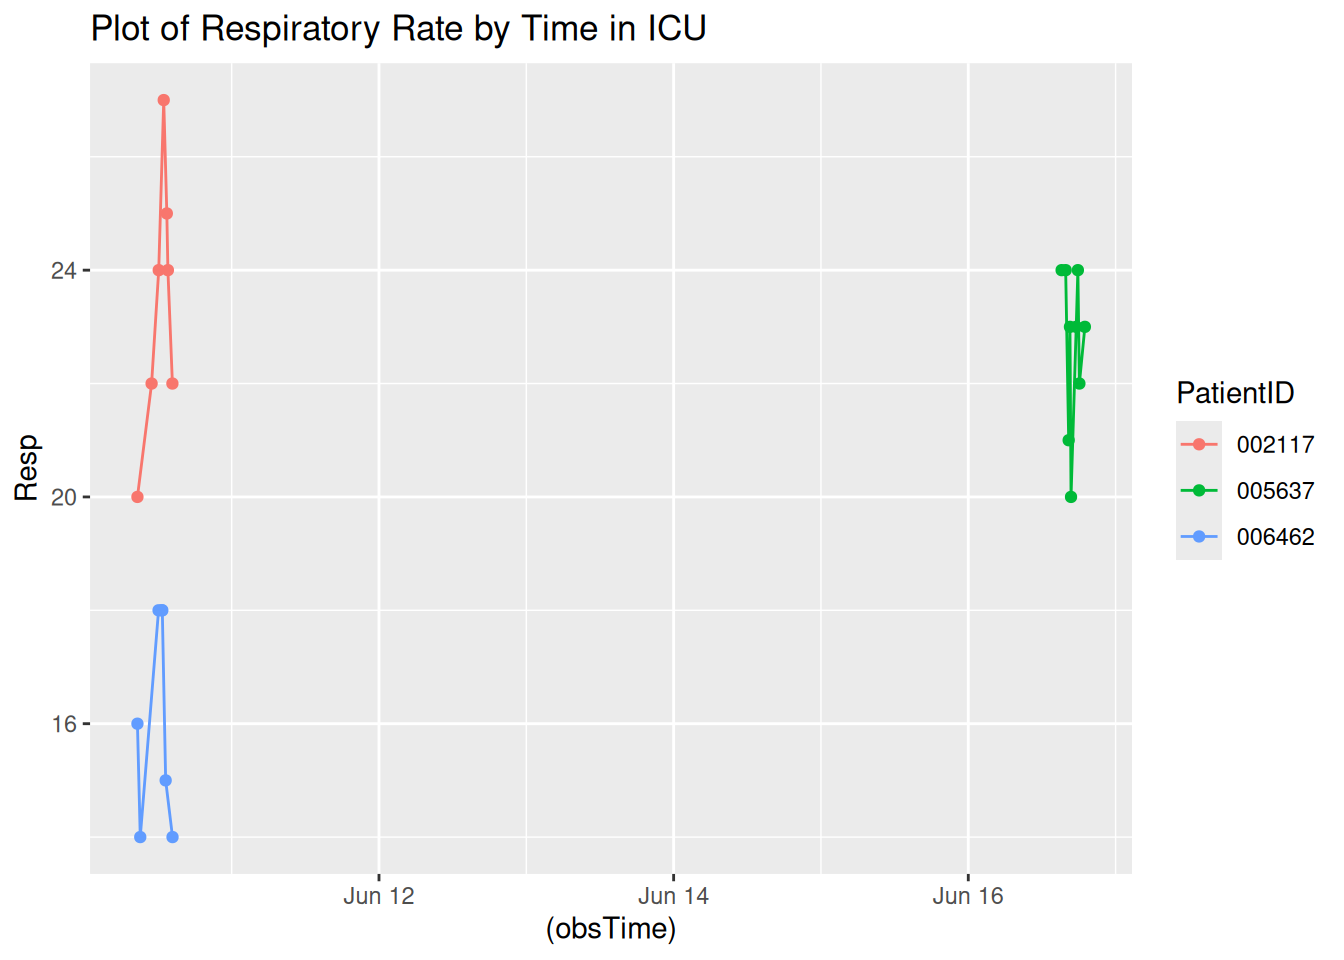 Plot of Respiratory Rate by Time in ICU
24
20
16
Resp
Jun 12
Jun 14
Jun 16
(obsTime)
PatientID
002117
005637
006462